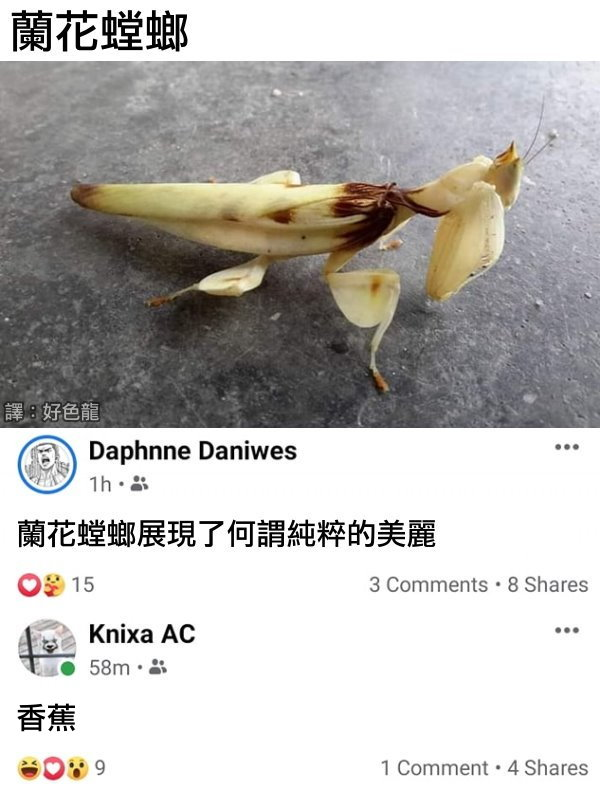 蘭花螳螂
譯：好色龍
Daphnne Daniwes
1h
蘭花螳螂展現了何謂純粹的美麗
15
3 Comments • 8 Shares
Knixa AC
58m
香蕉
9
1 Comment • 4 Shares